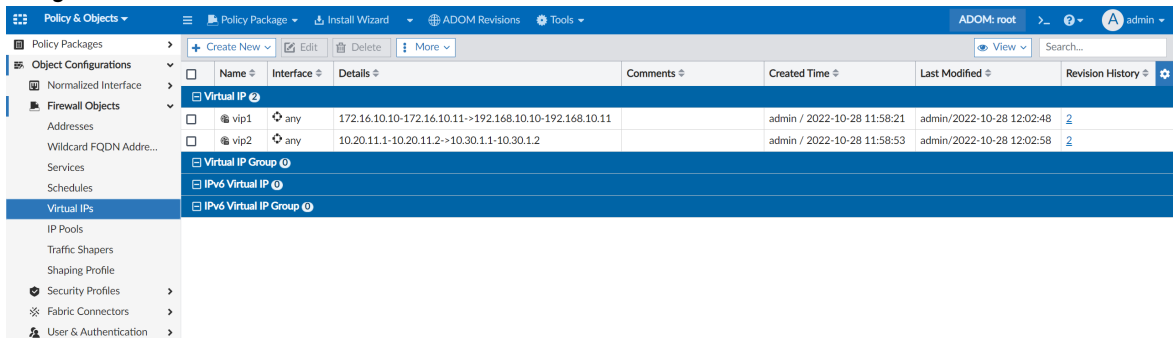 Policy & Objects
Policy Package
Install Wizard
ADOM Revisions
Tools
ADOM: root
A admin
Policy Packages
Object Configurations
Normalized Interface
Firewall Objects
Addresses
Wildcard FQDN Addre...
Services
Schedules
Virtual IPs
IP Pools
Traffic Shapers
Shaping Profile
Security Profiles
Fabric Connectors
User & Authentication
+ Create New Edit Delete More View Search...
Name Interface Details Comments Created Time Last Modified Revision History
Virtual IP 2
vip1 any 172.16.10.10-172.16.10.11->192.168.10.10-192.168.10.11 admin / 2022-10-28 11:58:21 admin/2022-10-28 12:02:48 2
vip2 any 10.20.11.1-10.20.11.2->10.30.1.1-10.30.1.2 admin / 2022-10-28 11:58:53 admin/2022-10-28 12:02:58 2
Virtual IP Group 0
IPv6 Virtual IP 0
IPv6 Virtual IP Group 0